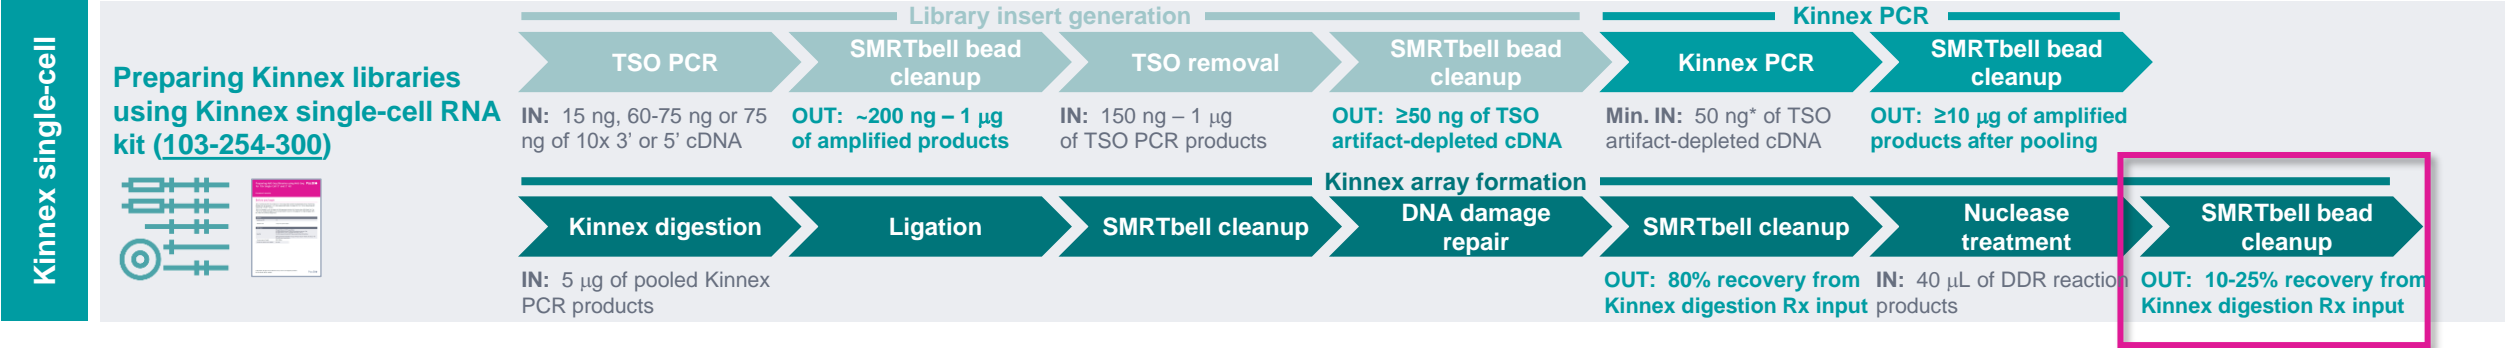 Kinnex single-cell
Preparing Kinnex libraries
using Kinnex single-cell RNA
kit (103-254-300)
Library insert generation
Kinnex PCR
TSO PCR
SMRTbell bead
cleanup
TSO removal
SMRTbell bead
cleanup
Kinnex PCR
SMRTbell bead
cleanup
IN: 15 ng, 60-75 ng or 75
ng of 10x 3’ or 5’ cDNA
OUT: ~200 ng – 1 μg
of amplified products
IN: 150 ng – 1 μg
of TSO PCR products
OUT: ≥50 ng of TSO
artifact-depleted cDNA
Min. IN: 50 ng* of TSO
artifact-depleted cDNA
OUT: ≥10 μg of amplified
products after pooling
Kinnex array formation
Kinnex digestion
Ligation
SMRTbell cleanup
DNA damage
repair
SMRTbell cleanup
Nuclease
treatment
SMRTbell bead
cleanup
IN: 5 μg of pooled Kinnex
PCR products
OUT: 80% recovery from
Kinnex digestion Rx input
IN: 40 μL of DDR reaction
products
OUT: 10-25% recovery from
Kinnex digestion Rx input